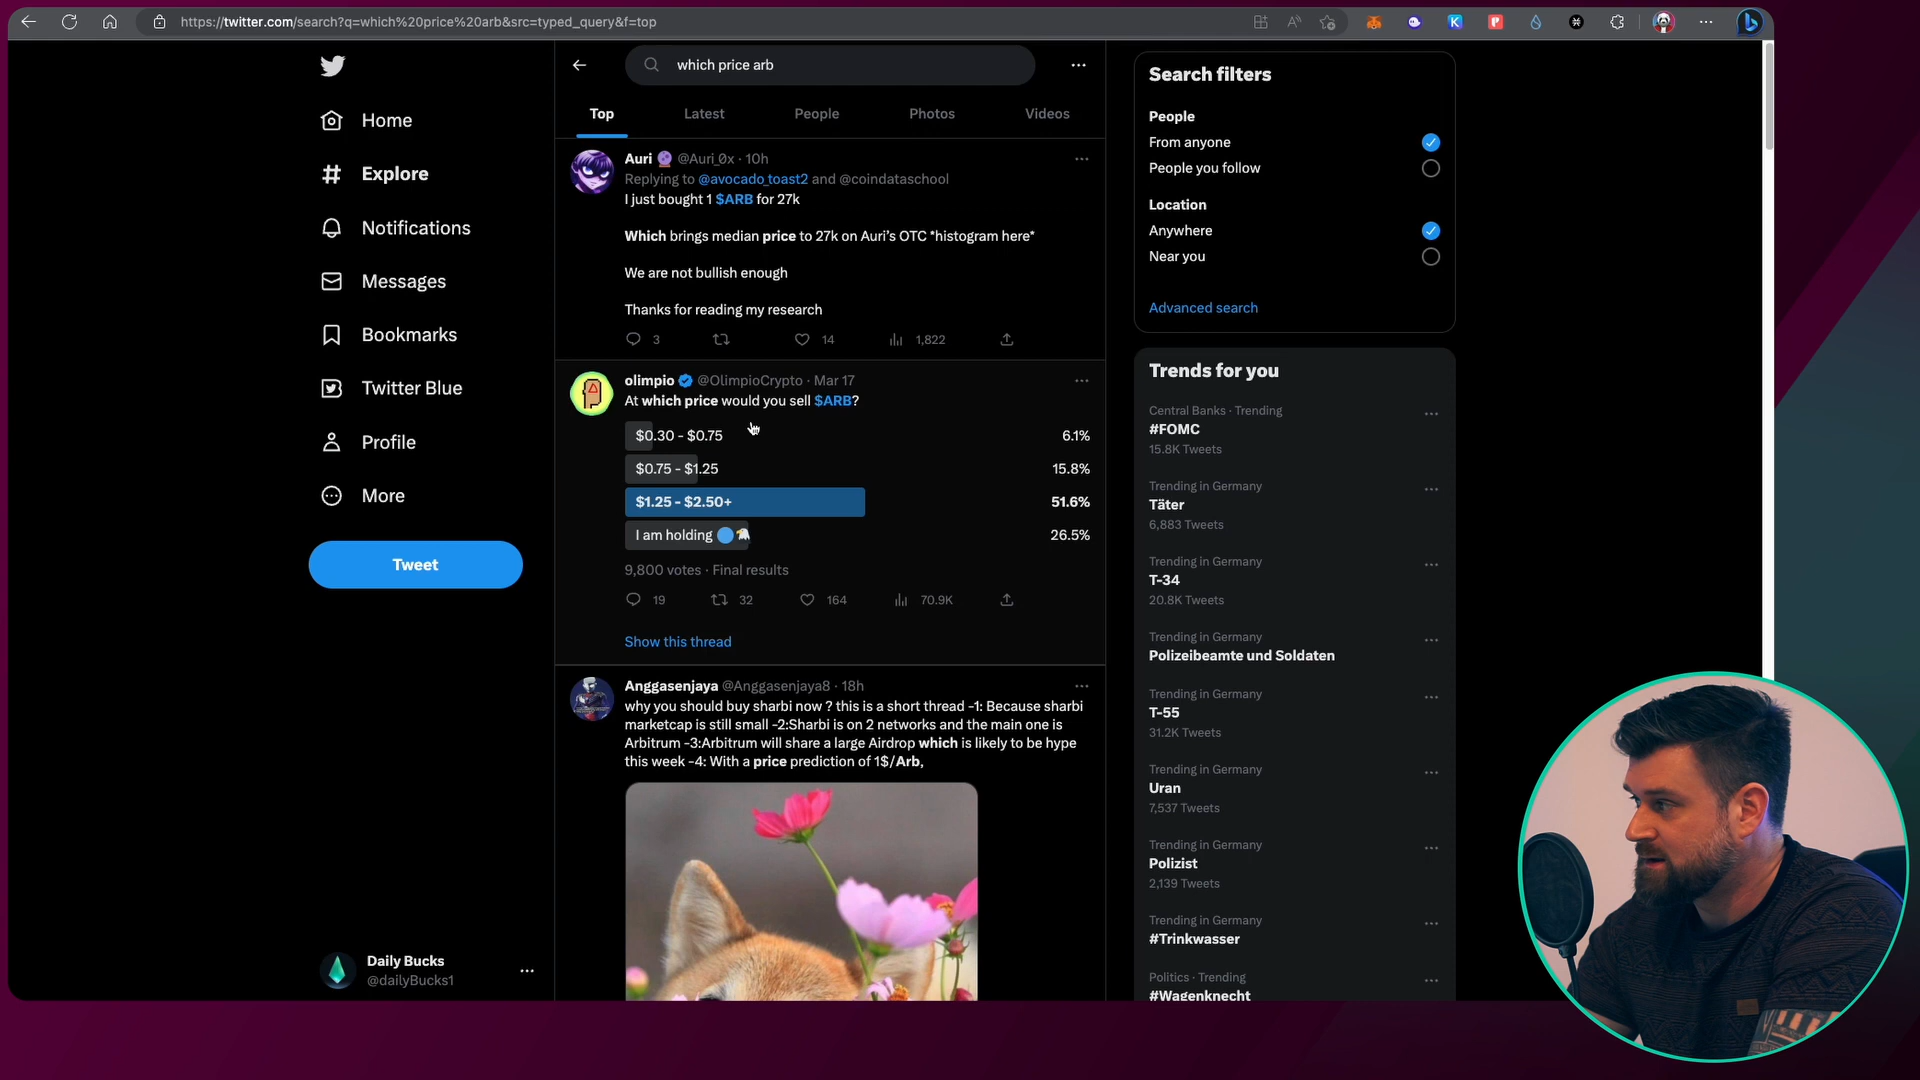 https://twitter.com/search?q=which%20price%20arb&src=typed_query&f=top
Home
Explore
Notifications
Messages
Bookmarks
Twitter Blue
Profile
More
Tweet
Daily Bucks
@dailyBucks1
which price arb
Top Latest People Photos Videos
Auri @Auri_0x · 10h
Replying to @avocado_toast2 and @coindataschool
I just bought 1 $ARB for 27k
Which brings median price to 27k on Auri's OTC *histogram here*
We are not bullish enough
Thanks for reading my research
3 14 1,822
olimpio @OlimpioCrypto · Mar 17
At which price would you sell $ARB?
$0.30 - $0.75 6.1%
$0.75 - $1.25 15.8%
$1.25 - $2.50+ 51.6%
I am holding 🔵🦅 26.5%
9,800 votes · Final results
19 32 164 70.9K
Show this thread
Anggasenjaya @Anggasenjaya8 · 18h
why you should buy sharbi now ? this is a short thread -1: Because sharbi
marketcap is still small -2:Sharbi is on 2 networks and the main one is
Arbitrum -3:Arbitrum will share a large Airdrop which is likely to be hype
this week -4: With a price prediction of 1$/Arb,
Search filters
People
From anyone
People you follow
Location
Anywhere
Near you
Advanced search
Trends for you
Central Banks · Trending
#FOMC
15.8K Tweets
Trending in Germany
Täter
6,883 Tweets
Trending in Germany
T-34
20.8K Tweets
Trending in Germany
Polizeibeamte und Soldaten
Trending in Germany
T-55
31.2K Tweets
Trending in Germany
Uran
7,537 Tweets
Trending in Germany
Polizist
2,139 Tweets
Trending in Germany
#Trinkwasser
Politics · Trending
#Wagenknecht